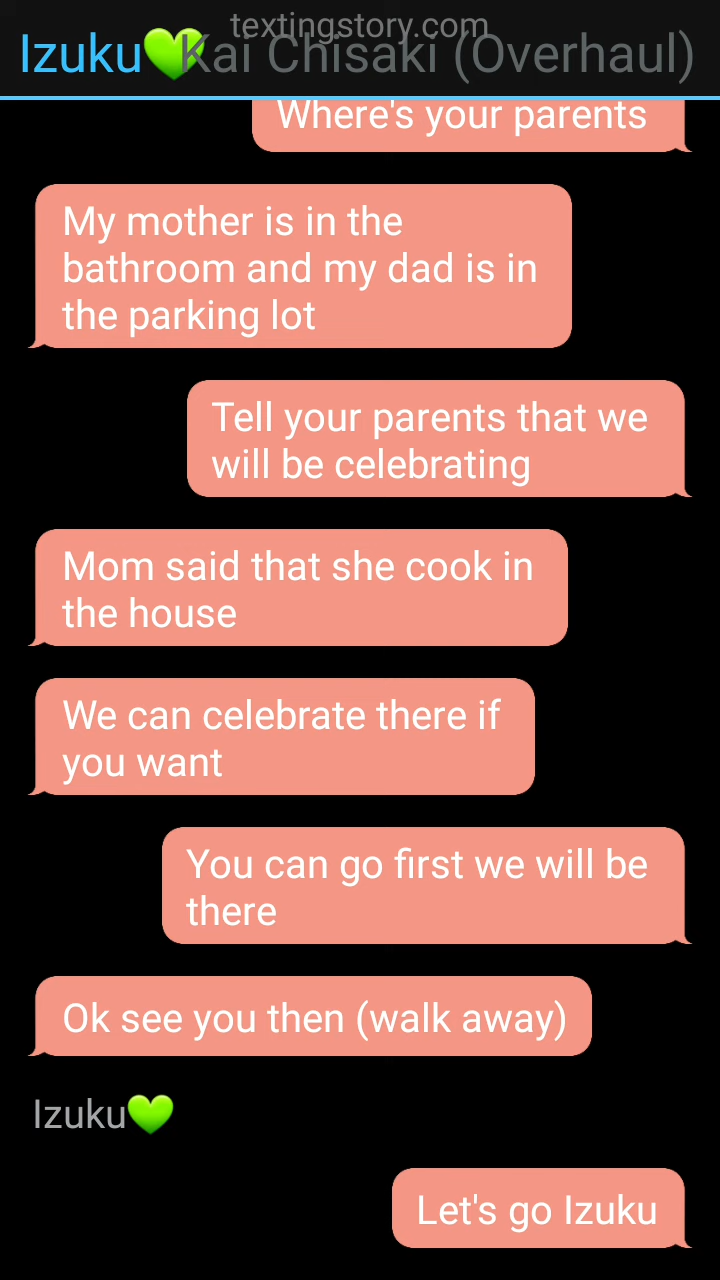 textingstory.com
Izuku💚 Kai Chisaki (Overhaul)
Where's your parents
My mother is in the
bathroom and my dad is in
the parking lot
Tell your parents that we
will be celebrating
Mom said that she cook in
the house
We can celebrate there if
you want
You can go first we will be
there
Ok see you then (walk away)
Izuku💚
Let's go Izuku